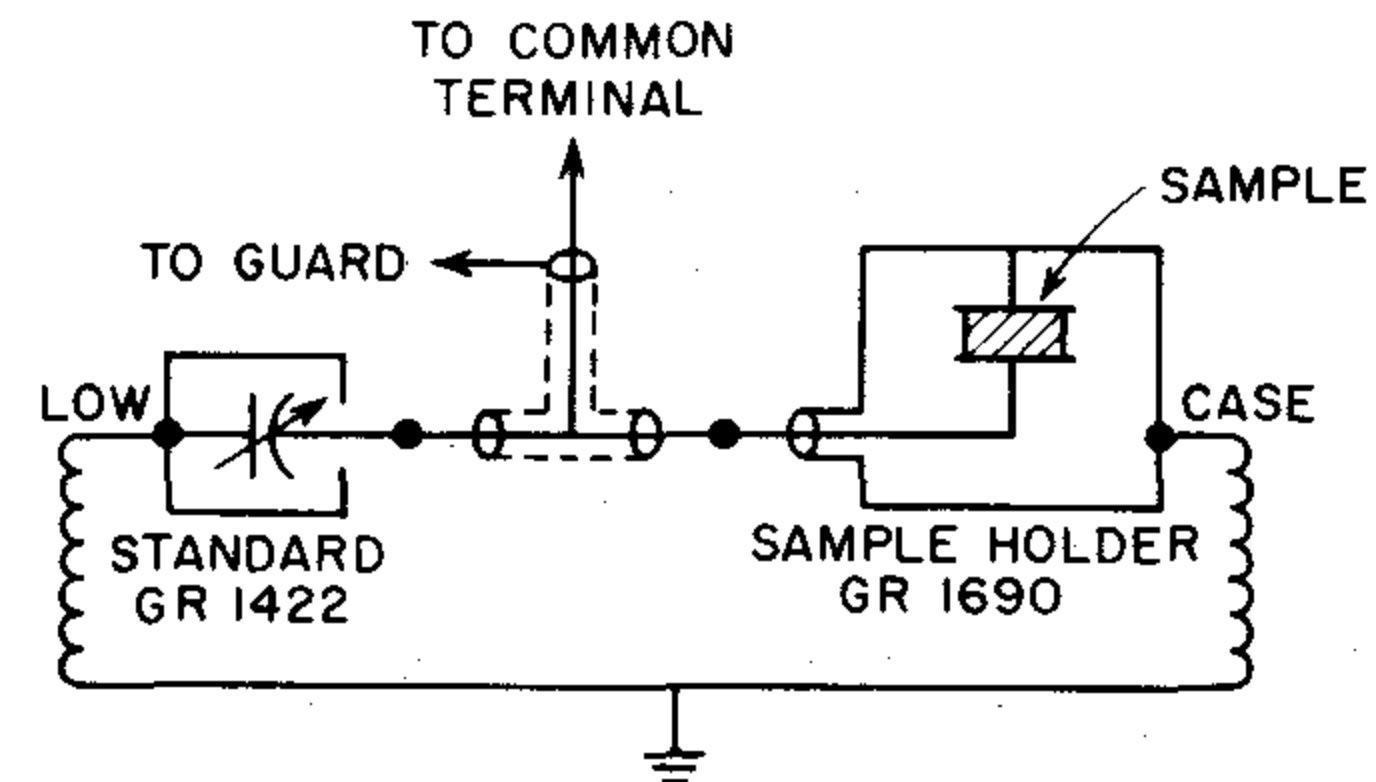 TO COMMON
TERMINAL
SAMPLE
TO GUARD
LOW
CASE
STANDARD
GR 1422
SAMPLE HOLDER
GR 1690